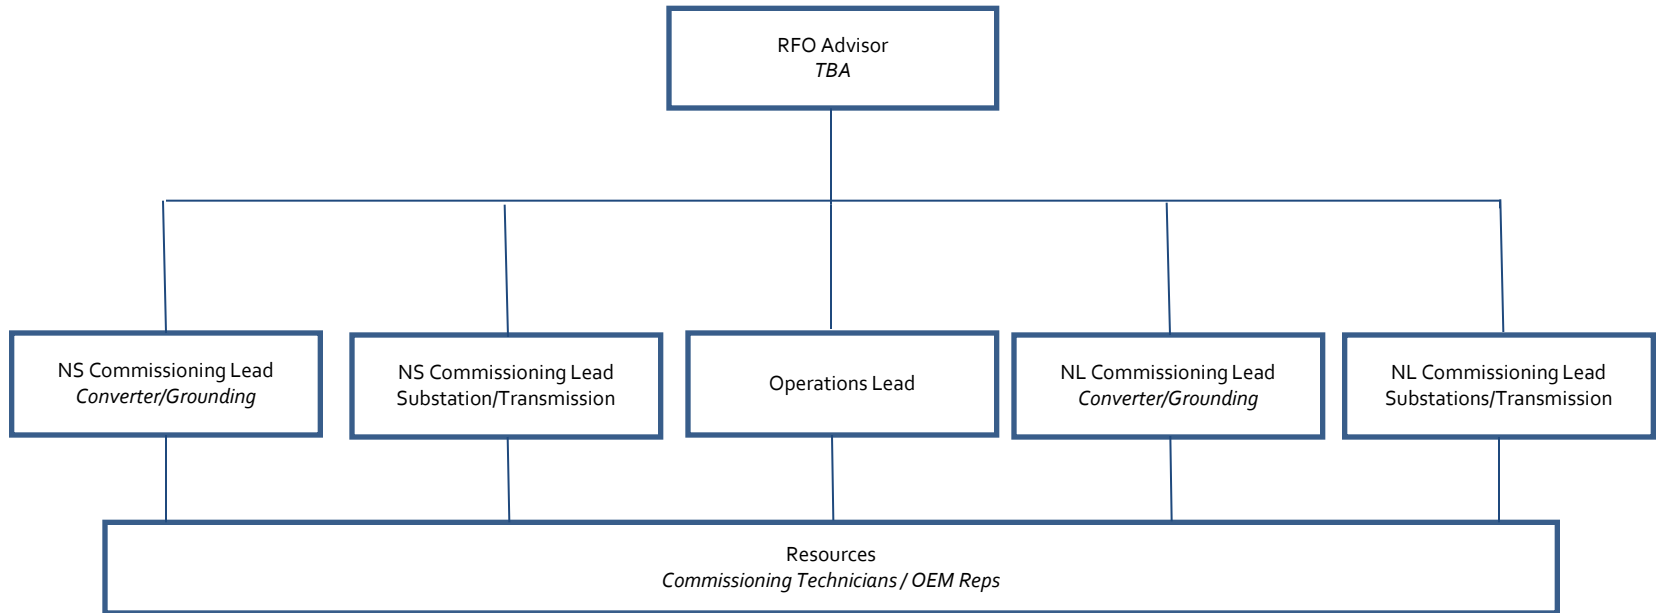 RFO Advisor
TBA
NS Commissioning Lead
Converter/Grounding
NS Commissioning Lead
Substation/Transmission
Operations Lead
NL Commissioning Lead
Converter/Grounding
NL Commissioning Lead
Substations/Transmission
Resources
Commissioning Technicians / OEM Reps